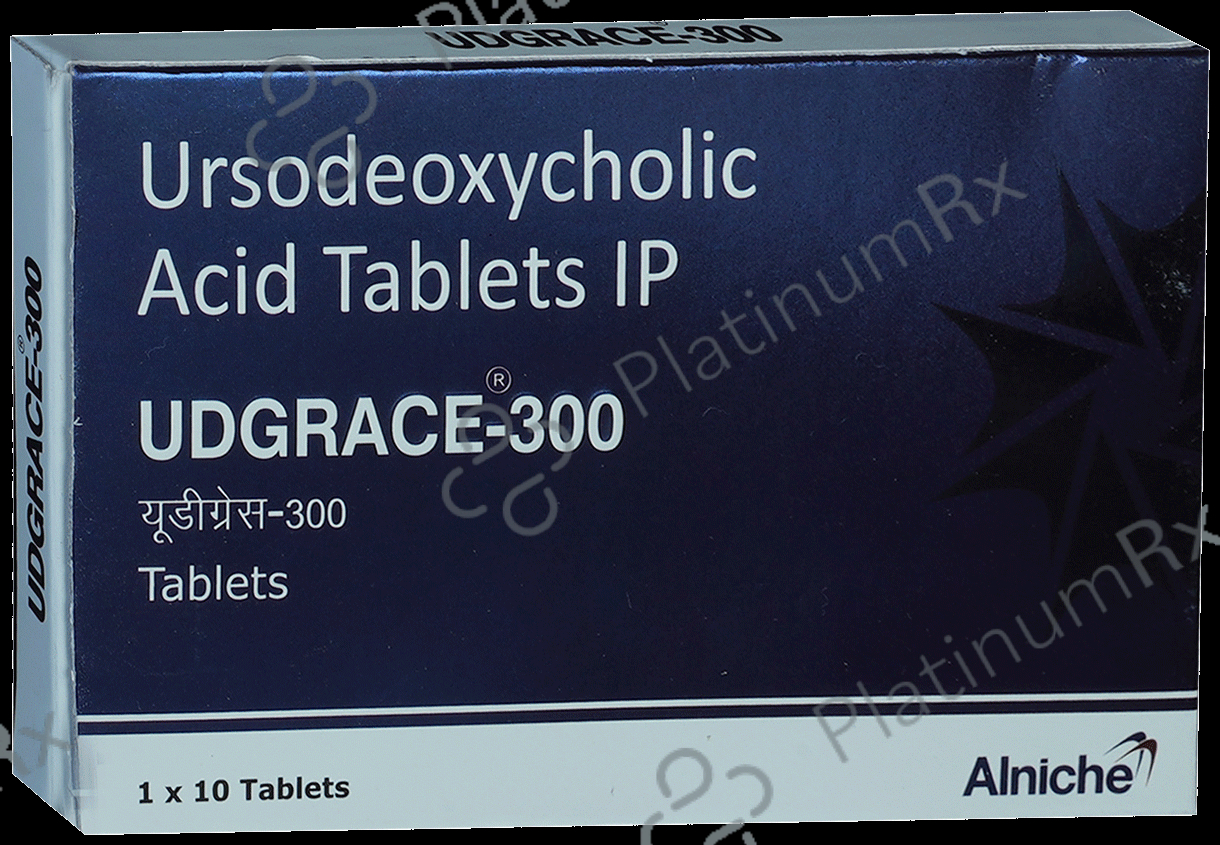 PlatinumRx
UDGRACE-300
Ursodeoxycholic
Acid Tablets IP
PlatinumRx
UDGRACE®-300
UDGRACE®-300
यूडीग्रेस-300
Tablets
PlatinumRx
1 x 10 Tablets
Alniche
Rx